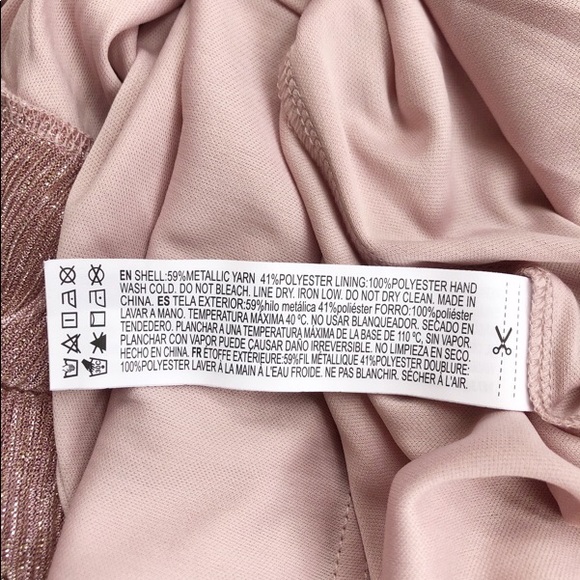 EN SHELL:59%METALLIC YARN 41%POLYESTER LINING:100%POLYESTER HAND
WASH COLD. DO NOT BLEACH. LINE DRY. IRON LOW. DO NOT DRY CLEAN. MADE IN
CHINA. ES TELA EXTERIOR:59%hilo metálica 41%poliéster FORRO:100%poliéster
LAVAR A MANO. TEMPERATURA MÁXIMA 40 ºC. NO USAR BLANQUEADOR. SECADO EN
TENDEDERO. PLANCHAR A UNA TEMPERATURA MÁXIMA DE LA BASE DE 110 ºC, SIN VAPOR.
PLANCHAR CON VAPOR PUEDE CAUSAR DAÑO IRREVERSIBLE. NO LIMPIEZA EN SECO.
HECHO EN CHINA. FR ÉTOFFE EXTÉRIEURE:59%FIL MÉTALLIQUE 41%POLYESTER DOUBLURE:
100%POLYESTER LAVER À LA MAIN À L'EAU FROIDE. NE PAS BLANCHIR. SÉCHER À L'AIR.